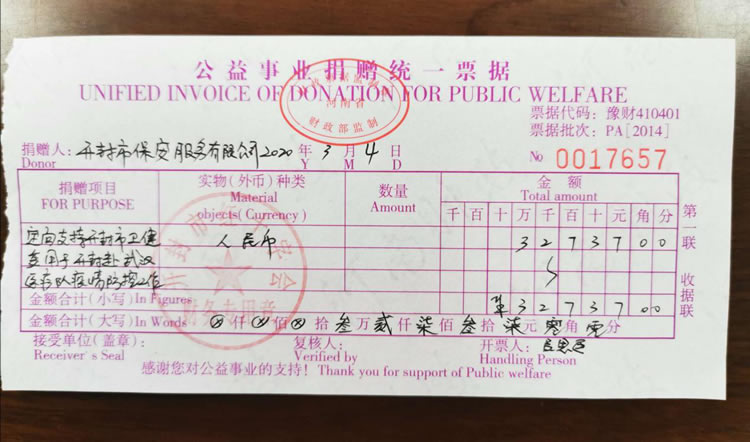 公益事业捐赠统一票据
UNIFIED INVOICE OF DONATION FOR PUBLIC WELFARE
河南省
财政部监制
票据代码：豫财410401
票据批次：PA[2014]
捐赠人：开封市保安服务有限公司 2020 年 3 月 4 日
Donor Y M D
No 0017657
捐赠项目 实物(外币)种类 数量 金额
FOR PURPOSE Material objects(Currency) Amount Total amount
千 百 十 万 千 百 十 元 角 分
定向支持开封市卫健 人民币 3 2 7 3 7 0 0
委用于开封赴武汉
医疗队疫情防控工作
金额合计(小写)In Figures 3 2 7 3 7 0 0
金额合计(大写)In Words 仟 佰 拾 叁 万 贰 仟 柒 佰 叁 拾 柒 元 零 角 零 分
接受单位(盖章)： 复核人： 开票人：
Receiver's Seal Verified by Handling Person
感谢您对公益事业的支持！Thank you for support of Public welfare
第一联 收据联
财务专用章